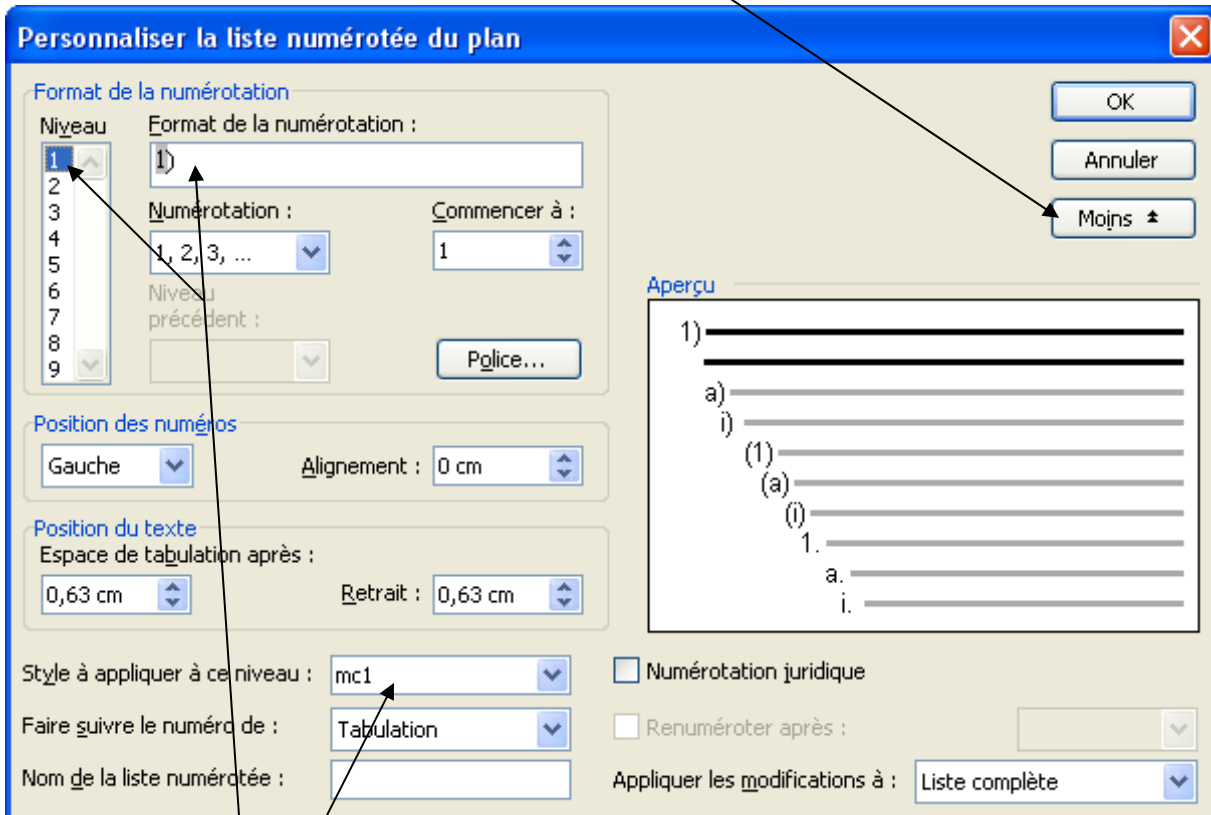 Personnaliser la liste numérotée du plan
Format de la numérotation
Niveau
Format de la numérotation :
1
2
3
4
5
6
7
8
9
1)
Numérotation :
Commencer à :
1, 2, 3, ...
1
Niveau
précédent :
Police...
OK
Annuler
Moins
Aperçu
1)
a)
i)
(1)
(a)
(i)
1.
a.
i.
Position des numéros
Gauche
Alignement : 0 cm
Position du texte
Espace de tabulation après :
0,63 cm
Retrait : 0,63 cm
Style à appliquer à ce niveau : mc1
Numérotation juridique
Faire suivre le numéro de : Tabulation
Renuméroter après :
Nom de la liste numérotée :
Appliquer les modifications à : Liste complète